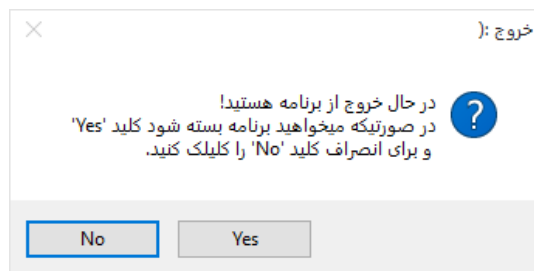 خروج :(
در حال خروج از برنامه هستید!
در صورتیکه میخواهید برنامه بسته شود کلید 'Yes'
و برای انصراف کلید 'No' را کلیلک کنید.
No
Yes